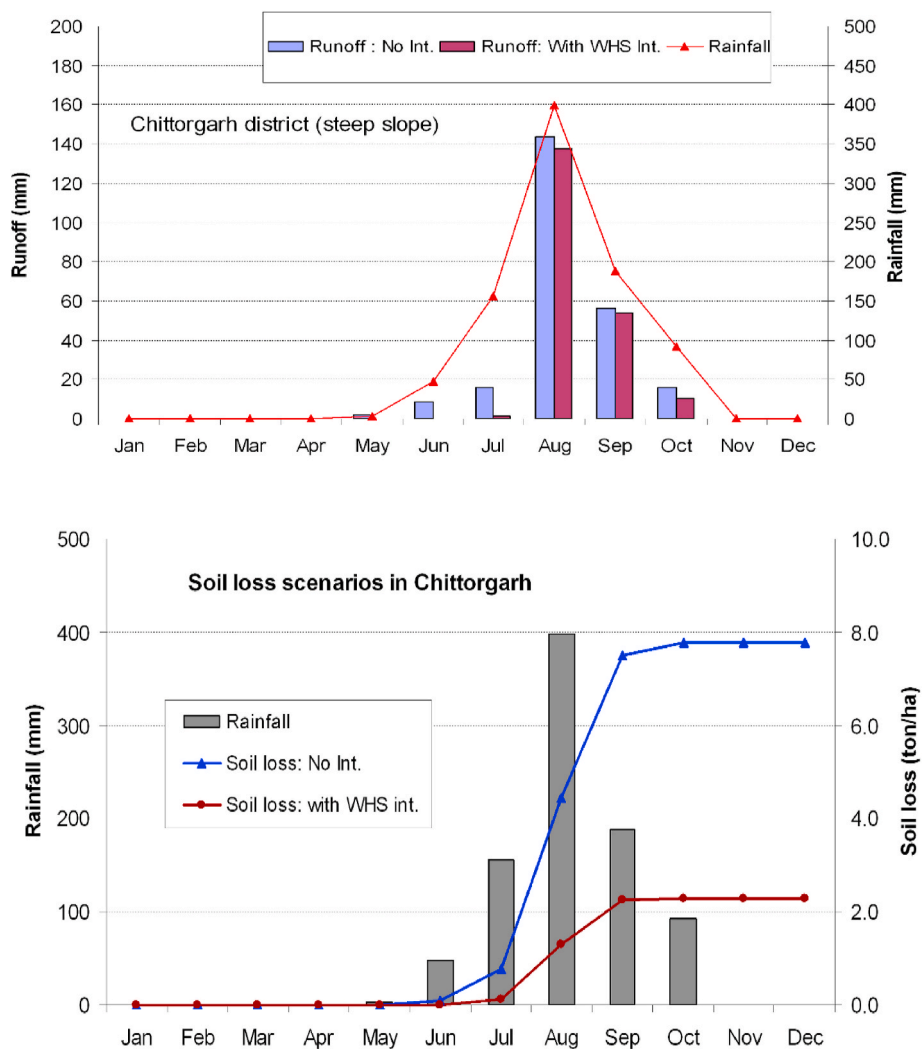 200 500
Runoff : No Int. Runoff: With WHS Int. Rainfall
180 450
160 400
Chittorgarh district (steep slope)
140 350
120 300
100 250
80 200
60 150
40 100
20 50
0 0
Runoff (mm)
Rainfall (mm)
Jan Feb Mar Apr May Jun Jul Aug Sep Oct Nov Dec
500 10.0
Soil loss scenarios in Chittorgarh
400 8.0
Rainfall
300 6.0
Soil loss: No Int.
Soil loss: with WHS int.
200 4.0
100 2.0
0 0.0
Rainfall (mm)
Soil loss (ton/ha)
Jan Feb Mar Apr May Jun Jul Aug Sep Oct Nov Dec